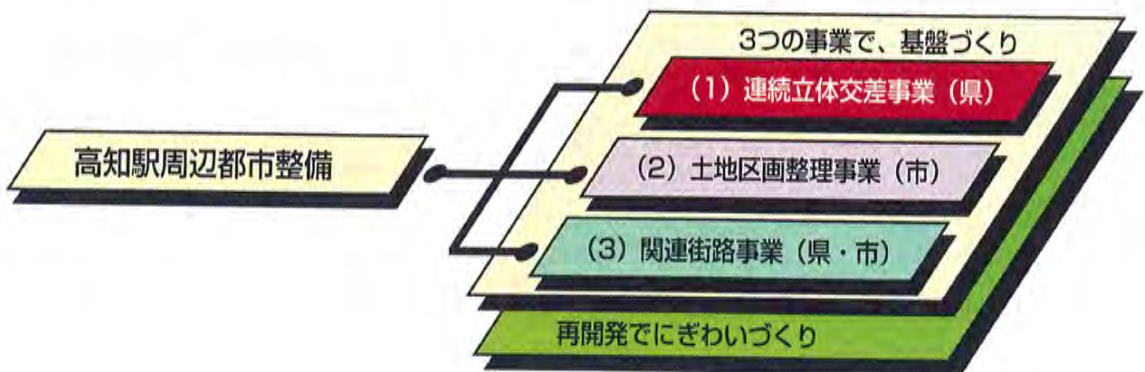 高知駅周辺都市整備
3つの事業で、基盤づくり
(1) 連続立体交差事業 (県)
(2) 土地区画整理事業 (市)
(3) 関連街路事業 (県・市)
再開発でにぎわいづくり